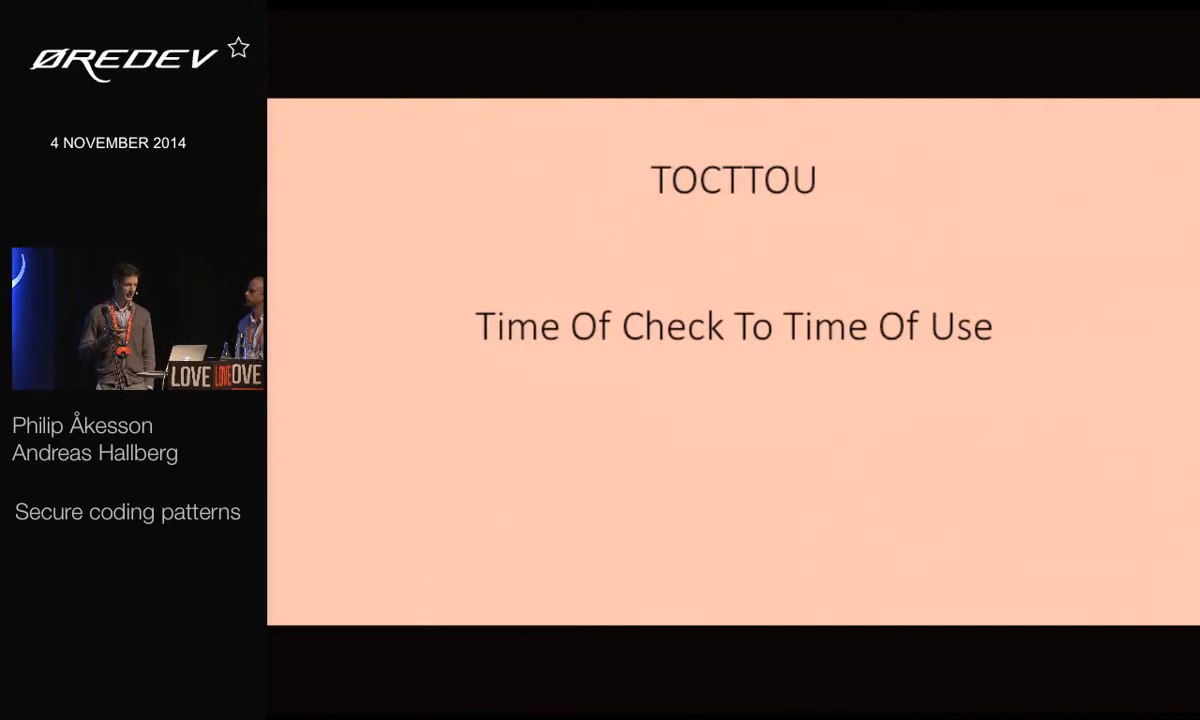 ØREDEV
4 NOVEMBER 2014
TOCTTOU
Time Of Check To Time Of Use
LOVE LOVE OVE
Philip Åkesson
Andreas Hallberg
Secure coding patterns